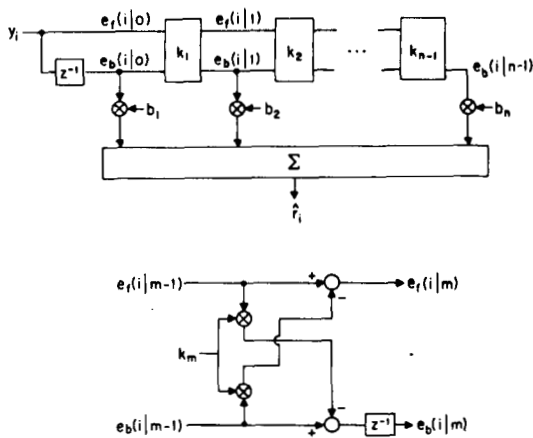 y_i e_f(i|0) e_f(i|1)
k_1 k_2 ... k_{n-1}
z^{-1} e_b(i|0) e_b(i|1) e_b(i|n-1)
b_1 b_2 b_n
Σ
r̂_i
e_f(i|m-1) + e_f(i|m)
-
k_m
-
e_b(i|m-1) + z^{-1} e_b(i|m)